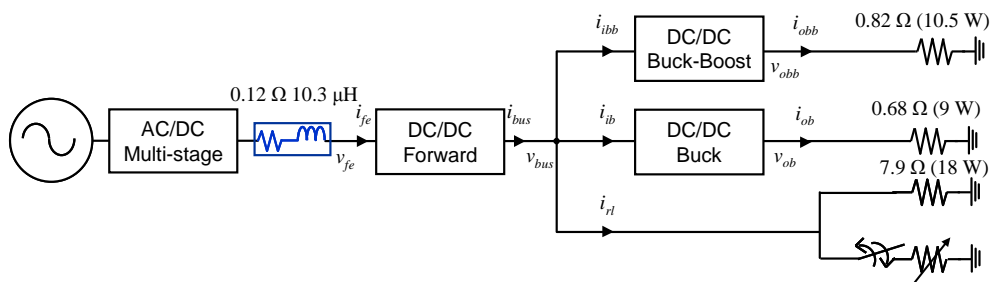 i_ibb
DC/DC
Buck-Boost
i_obb
v_obb
0.82 Ω (10.5 W)
AC/DC
Multi-stage
0.12 Ω 10.3 μH
i_fe
v_fe
DC/DC
Forward
i_bus
v_bus
i_ib
DC/DC
Buck
i_ob
v_ob
0.68 Ω (9 W)
i_rl
7.9 Ω (18 W)